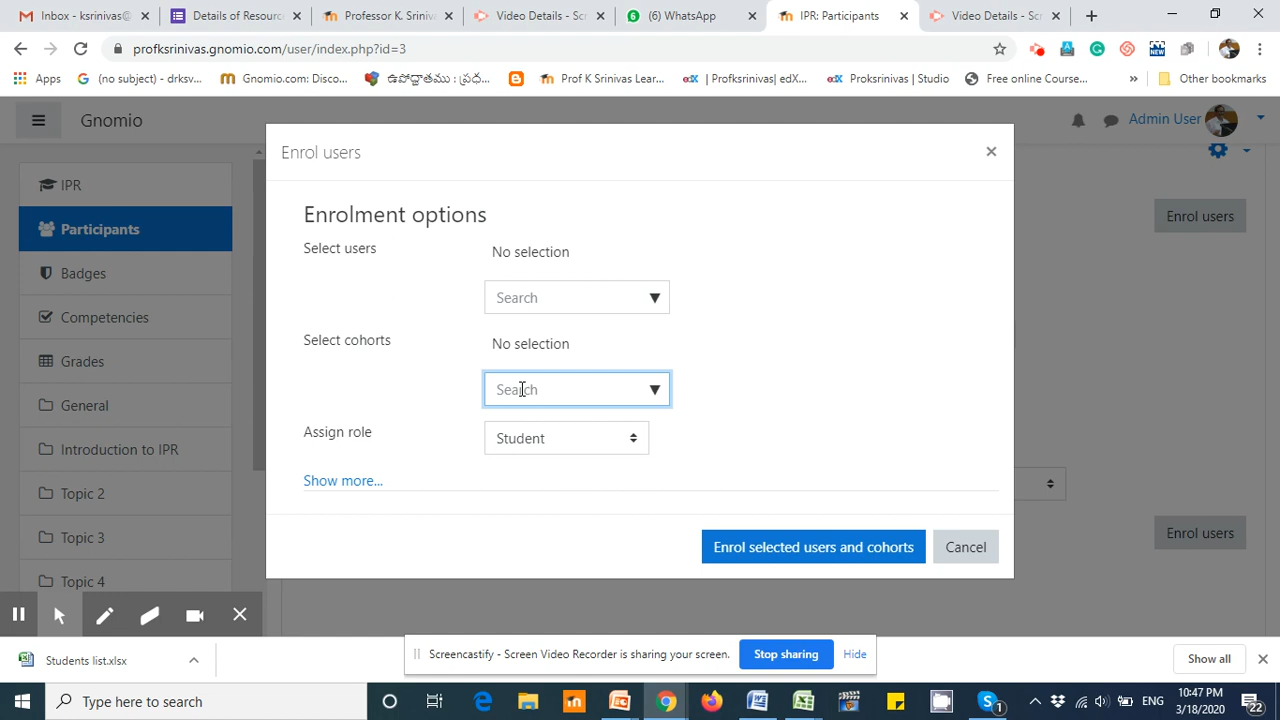 Inbox - ksrinivas@
Details of Resourc
Professor K. Sriniva
Video Details - Scr
(6) WhatsApp
IPR: Participants
Video Details - Scr
profksrinivas.gnomio.com/user/index.php?id=3
Apps
(no subject) - drksv...
Gnomio.com: Disco...
ఉపోద్ఘాతము : ప్రధ...
Prof K Srinivas Lear...
Profksrinivas| edX...
Proksrinivas | Studio
Free online Course...
»
Other bookmarks
Gnomio
Admin User
IPR
Participants
Badges
Competencies
Grades
General
Introduction to IPR
Topic 2
Topic 3
Topic 4
Enrol users
×
Enrolment options
Select users
No selection
Search
Select cohorts
No selection
Search
Assign role
Student
Show more...
Enrol selected users and cohorts
Cancel
Enrol users
Enrol users
Students list.xlsx
Screencastify - Screen Video Recorder is sharing your screen.
Stop sharing
Hide
Show all
Type here to search
ENG
10:47 PM
3/18/2020
22